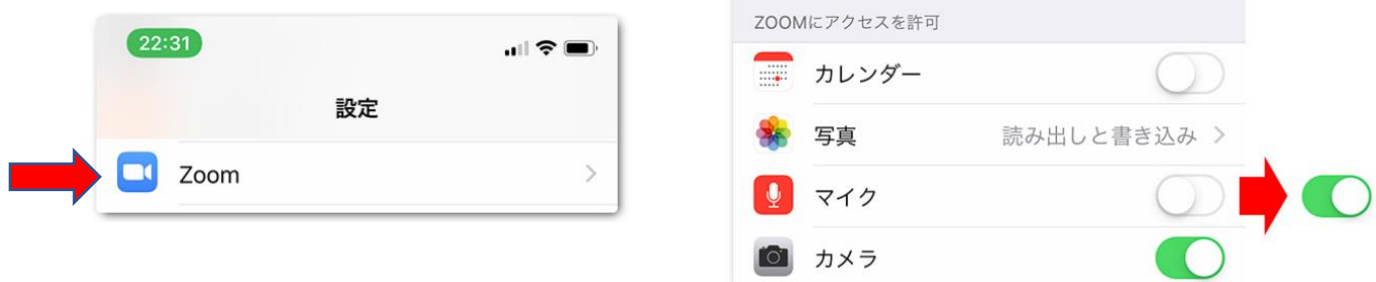 22:31
設定
Zoom
ZOOMにアクセスを許可
カレンダー
写真 読み出しと書き込み
マイク
カメラ